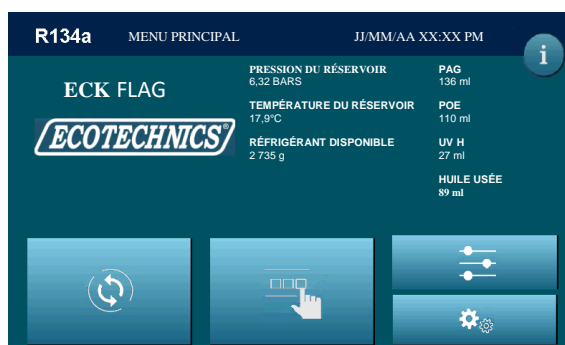 R134a MENU PRINCIPAL JJ/MM/AA XX:XX PM
i
ECK FLAG
ECOTECHNICS®
PRESSION DU RÉSERVOIR
6,32 BARS
TEMPÉRATURE DU RÉSERVOIR
17,9°C
RÉFRIGÉRANT DISPONIBLE
2 735 g
PAG
136 ml
POE
110 ml
UV H
27 ml
HUILE USÉE
89 ml